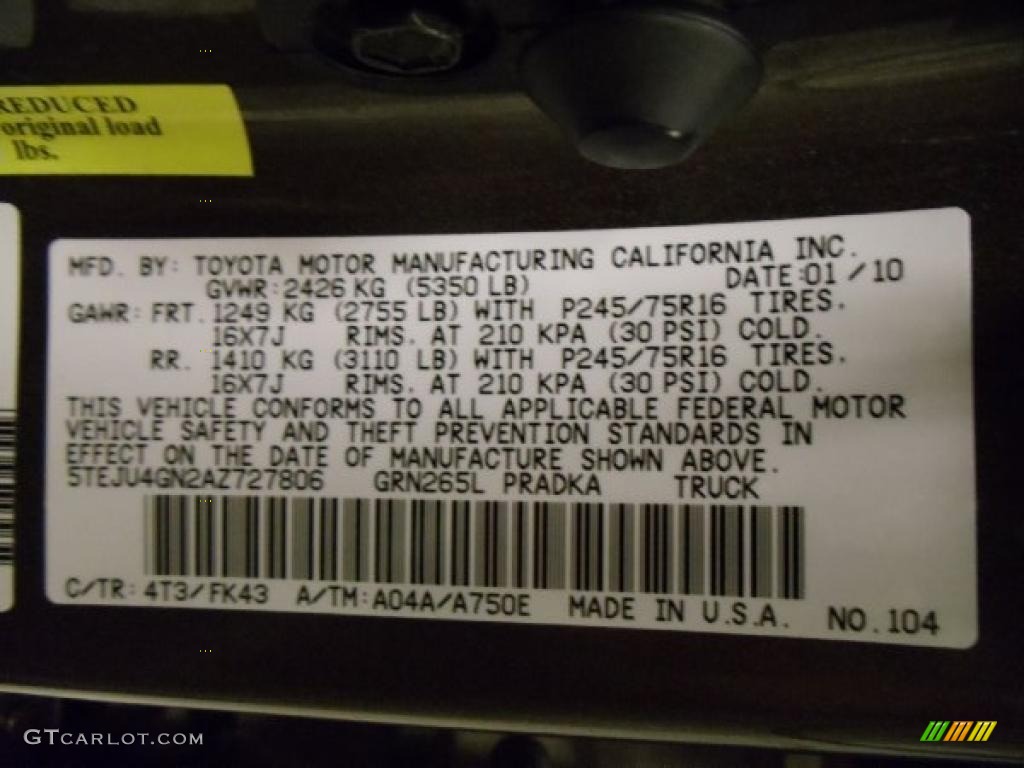 REDUCED
original load
lbs.
MFD. BY: TOYOTA MOTOR MANUFACTURING CALIFORNIA INC.
GVWR: 2426 KG (5350 LB) DATE: 01 / 10
GAWR: FRT. 1249 KG (2755 LB) WITH P245/75R16 TIRES.
16X7J RIMS. AT 210 KPA (30 PSI) COLD.
RR. 1410 KG (3110 LB) WITH P245/75R16 TIRES.
16X7J RIMS. AT 210 KPA (30 PSI) COLD.
THIS VEHICLE CONFORMS TO ALL APPLICABLE FEDERAL MOTOR
VEHICLE SAFETY AND THEFT PREVENTION STANDARDS IN
EFFECT ON THE DATE OF MANUFACTURE SHOWN ABOVE.
5TEJU4GN2AZ727806 GRN265L PRADKA TRUCK
C/TR: 4T3/FK43 A/TM: A04A/A750E MADE IN U.S.A. NO. 104
GTCARLOT.COM